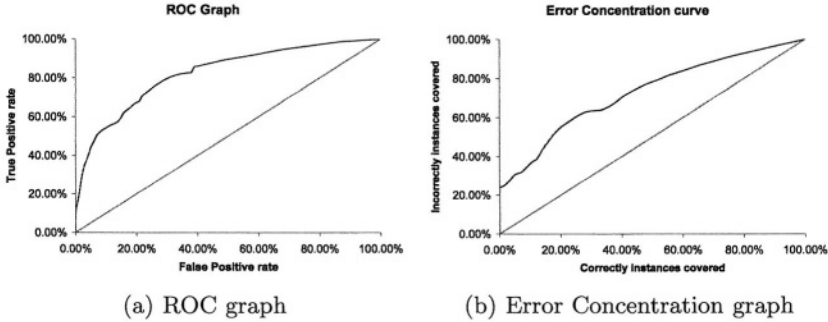 ROC Graph
100.00%
80.00%
60.00%
40.00%
20.00%
0.00%
0.00% 20.00% 40.00% 60.00% 80.00% 100.00%
True Positive rate
False Positive rate
(a) ROC graph
Error Concentration curve
100.00%
80.00%
60.00%
40.00%
20.00%
0.00%
0.00% 20.00% 40.00% 60.00% 80.00% 100.00%
Incorrectly instances covered
Correctly instances covered
(b) Error Concentration graph